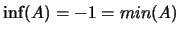 inf(A) = −1 = min(A)